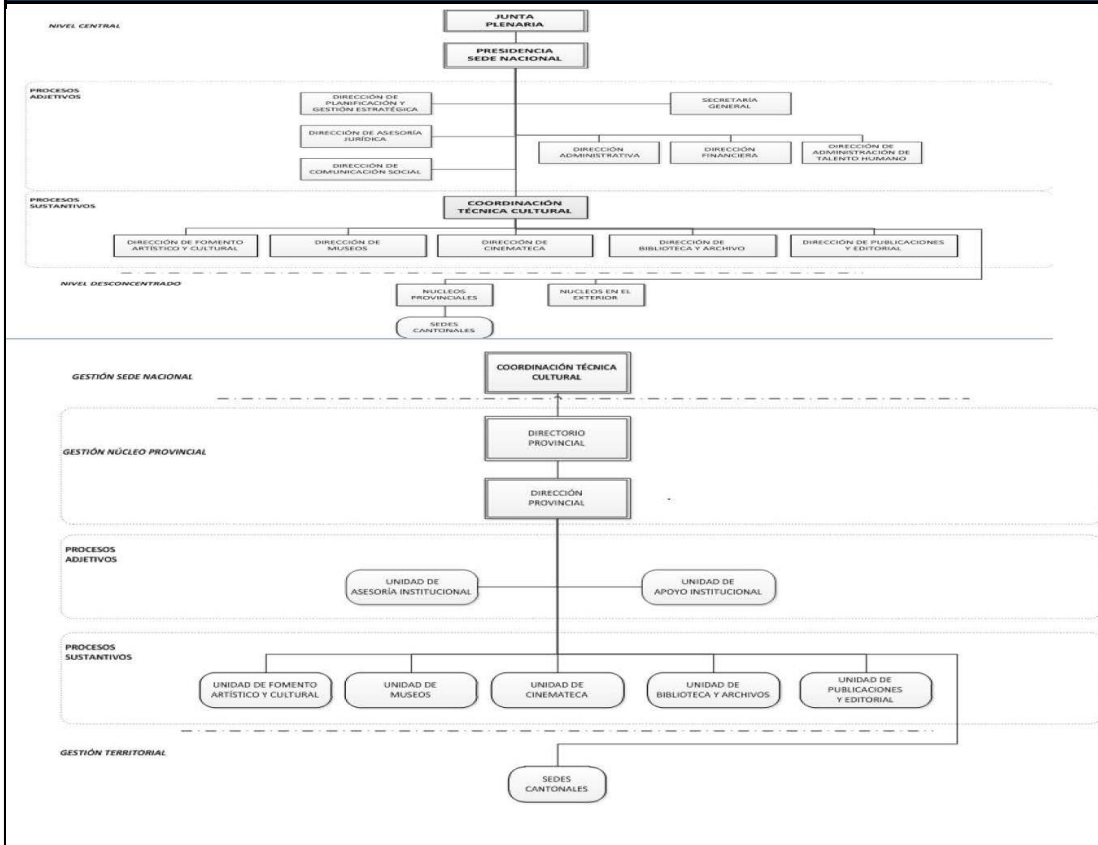 NIVEL CENTRAL
JUNTA
PLENARIA
PRESIDENCIA
SEDE NACIONAL
PROCESOS
ADJETIVOS
DIRECCIÓN DE
PLANIFICACIÓN Y
GESTIÓN ESTRATÉGICA
SECRETARÍA
GENERAL
DIRECCIÓN DE ASESORÍA
JURÍDICA
DIRECCIÓN
ADMINISTRATIVA
DIRECCIÓN
FINANCIERA
DIRECCIÓN DE
ADMINISTRACIÓN DE
TALENTO HUMANO
DIRECCIÓN DE
COMUNICACIÓN SOCIAL
PROCESOS
SUSTANTIVOS
COORDINACIÓN
TÉCNICA CULTURAL
DIRECCIÓN DE FOMENTO
ARTÍSTICO Y CULTURAL
DIRECCIÓN DE
MUSEOS
DIRECCIÓN DE
CINEMATECA
DIRECCIÓN DE
BIBLIOTECA Y ARCHIVO
DIRECCIÓN DE PUBLICACIONES
Y EDITORIAL
NIVEL DESCONCENTRADO
NUCLEOS
PROVINCIALES
NUCLEOS EN EL
EXTERIOR
SEDES
CANTONALES
GESTIÓN SEDE NACIONAL
COORDINACIÓN TÉCNICA
CULTURAL
GESTIÓN NÚCLEO PROVINCIAL
DIRECTORIO
PROVINCIAL
DIRECCIÓN
PROVINCIAL
PROCESOS
ADJETIVOS
UNIDAD DE
ASESORÍA INSTITUCIONAL
UNIDAD DE
APOYO INSTITUCIONAL
PROCESOS
SUSTANTIVOS
UNIDAD DE FOMENTO
ARTÍSTICO Y CULTURAL
UNIDAD DE
MUSEOS
UNIDAD DE
CINEMATECA
UNIDAD DE
BIBLIOTECA Y ARCHIVOS
UNIDAD DE
PUBLICACIONES
Y EDITORIAL
GESTIÓN TERRITORIAL
SEDES
CANTONALES